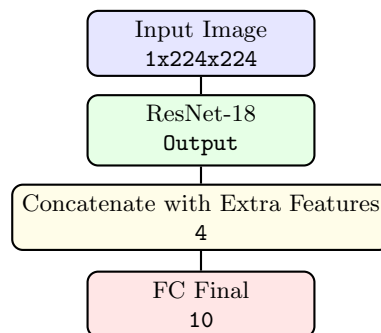 Input Image
1x224x224
ResNet-18
Output
Concatenate with Extra Features
4
FC Final
10